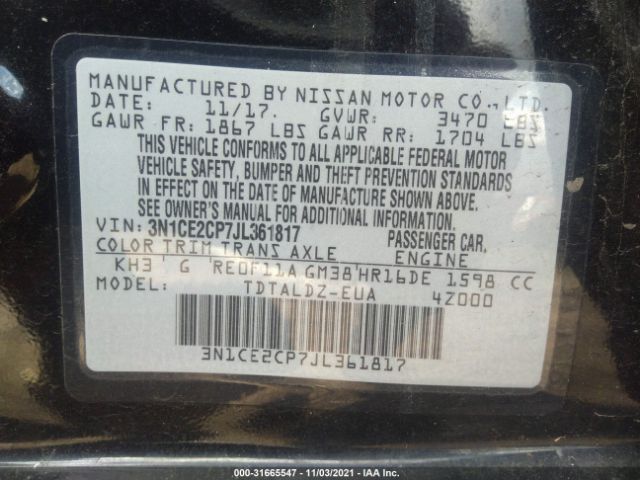 MANUFACTURED BY NISSAN MOTOR CO., LTD.
DATE: 11/17. GVWR: 3470 LBS
GAWR FR: 1867 LBS GAWR RR: 1704 LBS
THIS VEHICLE CONFORMS TO ALL APPLICABLE FEDERAL MOTOR
VEHICLE SAFETY, BUMPER AND THEFT PREVENTION STANDARDS
IN EFFECT ON THE DATE OF MANUFACTURE SHOWN ABOVE.
SEE OWNER'S MANUAL FOR ADDITIONAL INFORMATION.
VIN: 3N1CE2CP7JL361817 PASSENGER CAR.
COLOR TRIM TRANS AXLE ENGINE
KH3 G RE0F11A GM38 HR16DE 1598 CC
MODEL: TDTALDZ-EUA 4Z000
3N1CE2CP7JL361817
000-31665547 - 11/03/2021 - IAA Inc.